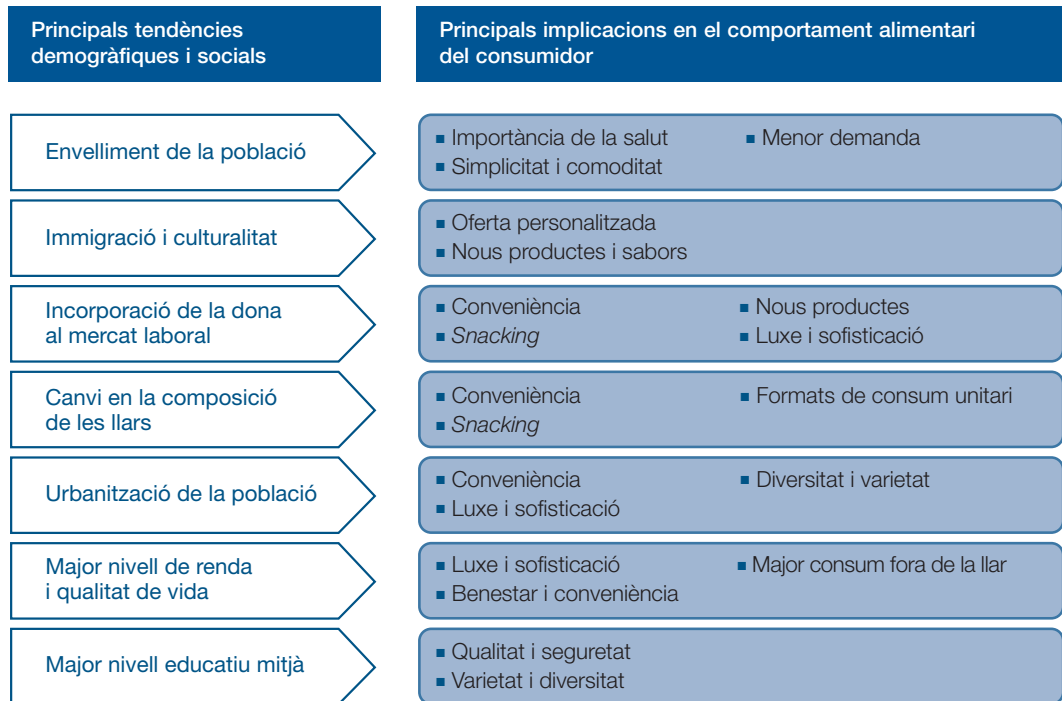 Principals tendències
demogràfiques i socials
Principals implicacions en el comportament alimentari
del consumidor
Envelliment de la població
▪ Importància de la salut
▪ Simplicitat i comoditat
▪ Menor demanda
Immigració i culturalitat
▪ Oferta personalitzada
▪ Nous productes i sabors
Incorporació de la dona
al mercat laboral
▪ Conveniència
▪ Snacking
▪ Nous productes
▪ Luxe i sofisticació
Canvi en la composició
de les llars
▪ Conveniència
▪ Snacking
▪ Formats de consum unitari
Urbanització de la població
▪ Conveniència
▪ Luxe i sofisticació
▪ Diversitat i varietat
Major nivell de renda
i qualitat de vida
▪ Luxe i sofisticació
▪ Benestar i conveniència
▪ Major consum fora de la llar
Major nivell educatiu mitjà
▪ Qualitat i seguretat
▪ Varietat i diversitat